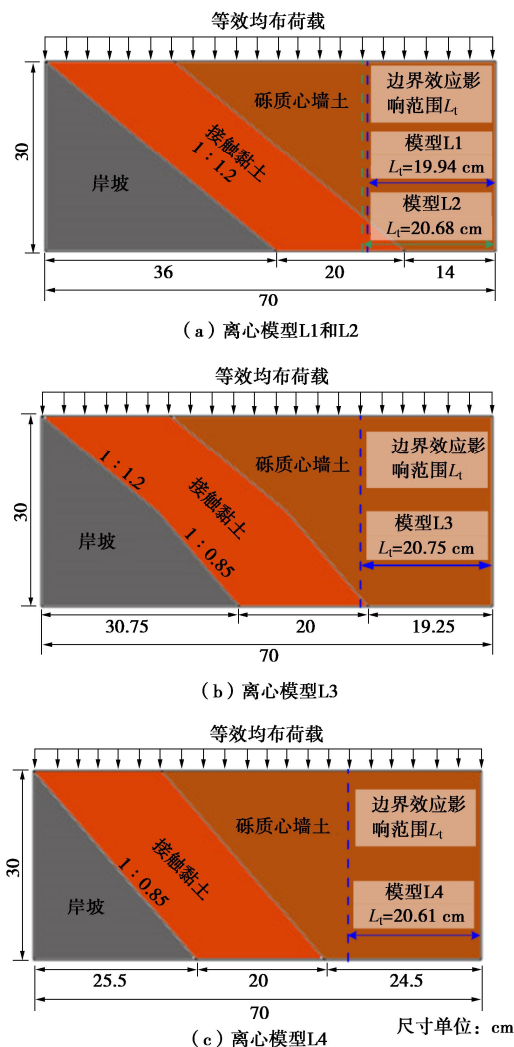 等效均布荷载
30
砾质心墙土
边界效应影
响范围Lt
接触黏土
1：1.2
模型L1
Lt=19.94 cm
岸坡
模型L2
Lt=20.68 cm
36 20 14
70
（a）离心模型L1和L2
等效均布荷载
30
砾质心墙土
边界效应影
响范围Lt
1：1.2
接触黏土
模型L3
Lt=20.75 cm
岸坡
1：0.85
30.75 20 19.25
70
（b）离心模型L3
等效均布荷载
30
砾质心墙土
边界效应影
响范围Lt
接触黏土
1：0.85
模型L4
Lt=20.61 cm
岸坡
25.5 20 24.5
70
（c）离心模型L4
尺寸单位：cm